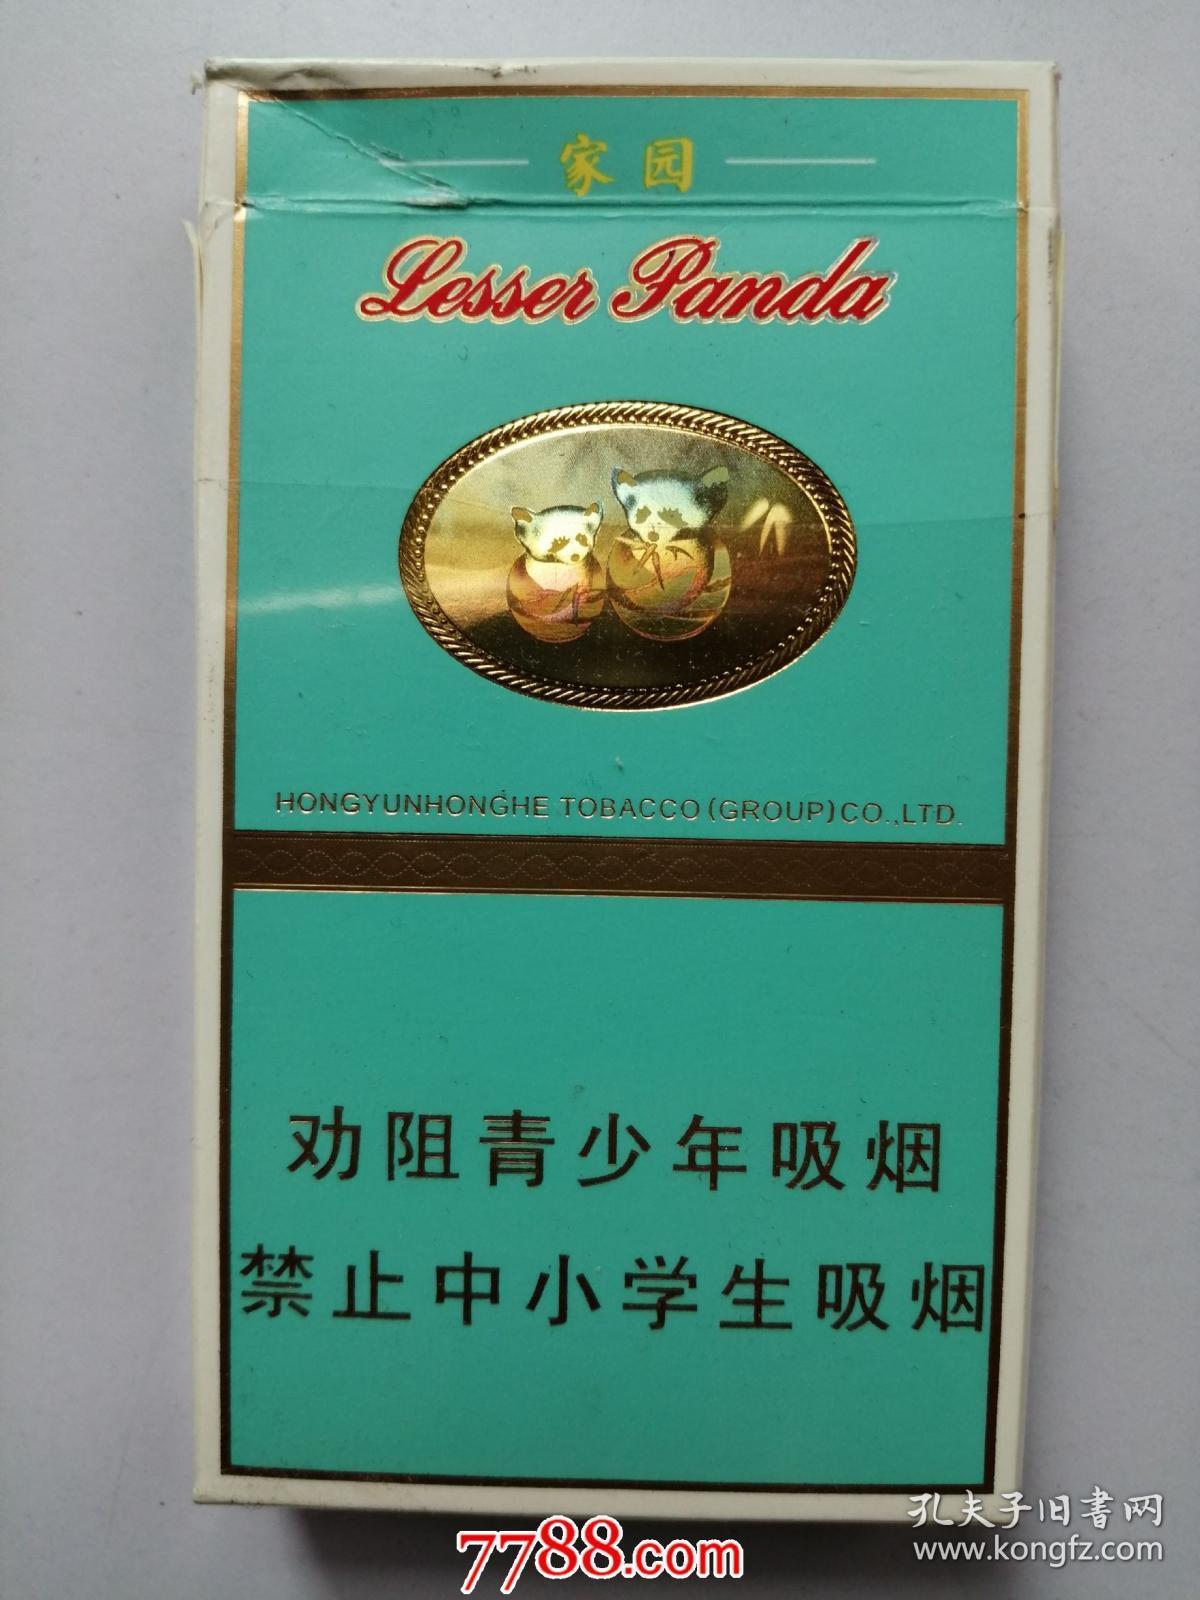 家园
Lesser Panda
HONGYUNHONGHE TOBACCO (GROUP) CO.,LTD.
劝阻青少年吸烟
禁止中小学生吸烟
孔夫子旧书网
www.kongfz.com
7788.com